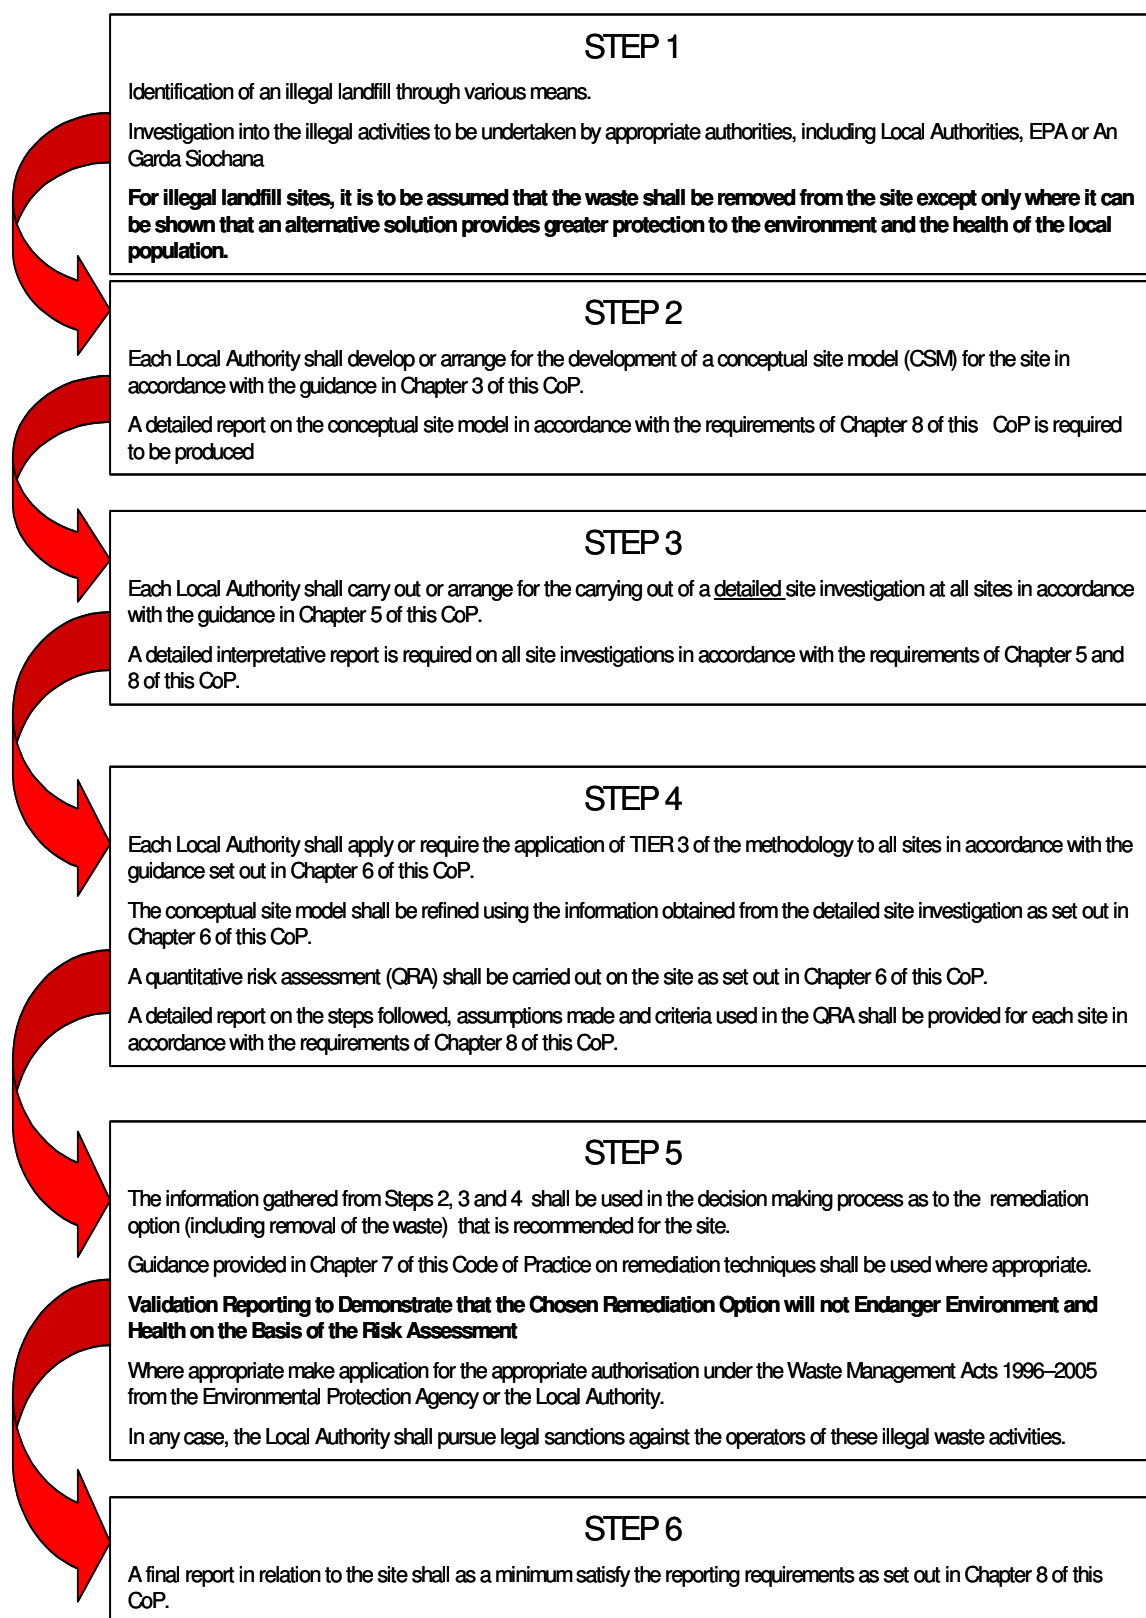 STEP 1
Identification of an illegal landfill through various means.
Investigation into the illegal activities to be undertaken by appropriate authorities, including Local Authorities, EPA or An
Garda Siochana
For illegal landfill sites, it is to be assumed that the waste shall be removed from the site except only where it can
be shown that an alternative solution provides greater protection to the environment and the health of the local
population.
STEP 2
Each Local Authority shall develop or arrange for the development of a conceptual site model (CSM) for the site in
accordance with the guidance in Chapter 3 of this CoP.
A detailed report on the conceptual site model in accordance with the requirements of Chapter 8 of this CoP is required
to be produced
STEP 3
Each Local Authority shall carry out or arrange for the carrying out of a detailed site investigation at all sites in accordance
with the guidance in Chapter 5 of this CoP.
A detailed interpretative report is required on all site investigations in accordance with the requirements of Chapter 5 and
8 of this CoP.
STEP 4
Each Local Authority shall apply or require the application of TIER 3 of the methodology to all sites in accordance with the
guidance set out in Chapter 6 of this CoP.
The conceptual site model shall be refined using the information obtained from the detailed site investigation as set out in
Chapter 6 of this CoP.
A quantitative risk assessment (QRA) shall be carried out on the site as set out in Chapter 6 of this CoP.
A detailed report on the steps followed, assumptions made and criteria used in the QRA shall be provided for each site in
accordance with the requirements of Chapter 8 of this CoP.
STEP 5
The information gathered from Steps 2, 3 and 4 shall be used in the decision making process as to the remediation
option (including removal of the waste) that is recommended for the site.
Guidance provided in Chapter 7 of this Code of Practice on remediation techniques shall be used where appropriate.
Validation Reporting to Demonstrate that the Chosen Remediation Option will not Endanger Environment and
Health on the Basis of the Risk Assessment
Where appropriate make application for the appropriate authorisation under the Waste Management Acts 1996–2005
from the Environmental Protection Agency or the Local Authority.
In any case, the Local Authority shall pursue legal sanctions against the operators of these illegal waste activities.
STEP 6
A final report in relation to the site shall as a minimum satisfy the reporting requirements as set out in Chapter 8 of this
CoP.